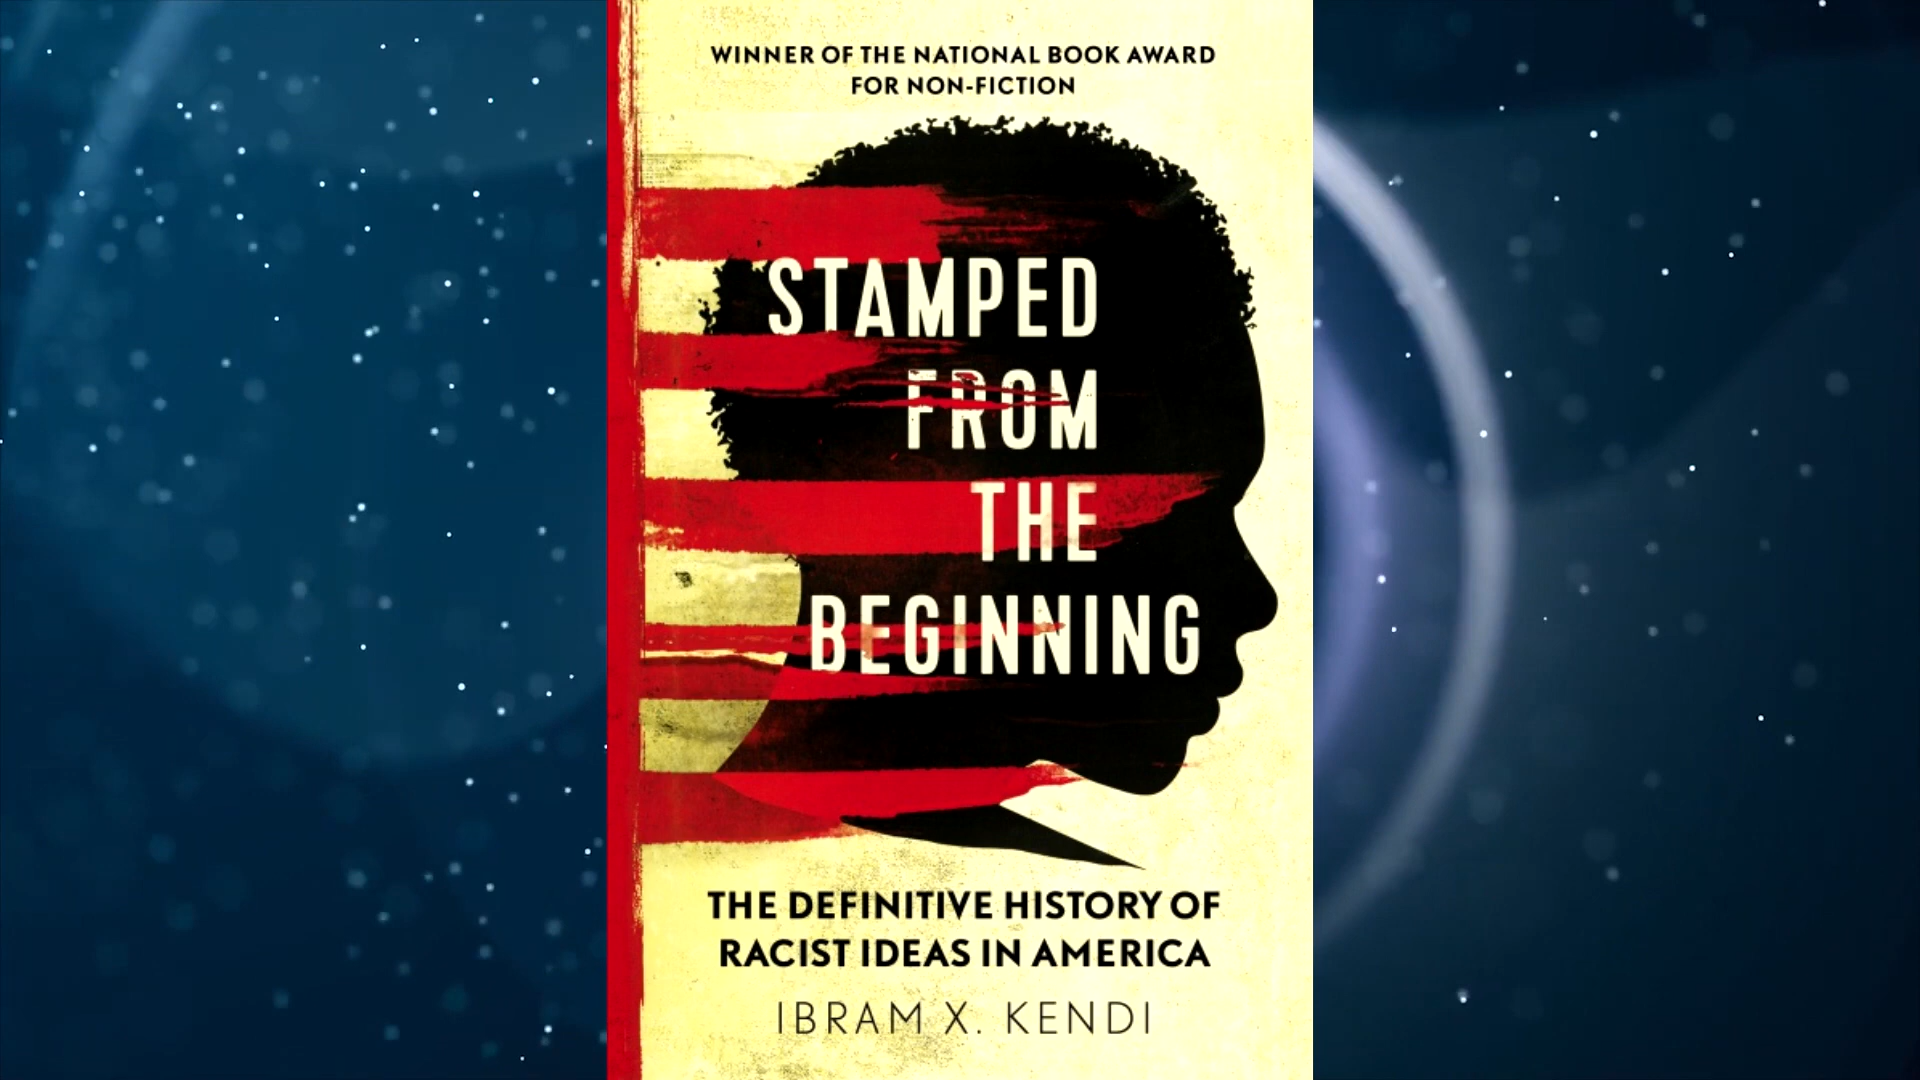 WINNER OF THE NATIONAL BOOK AWARD
FOR NON-FICTION
STAMPED
FROM
THE
BEGINNING
THE DEFINITIVE HISTORY OF
RACIST IDEAS IN AMERICA
IBRAM X. KENDI